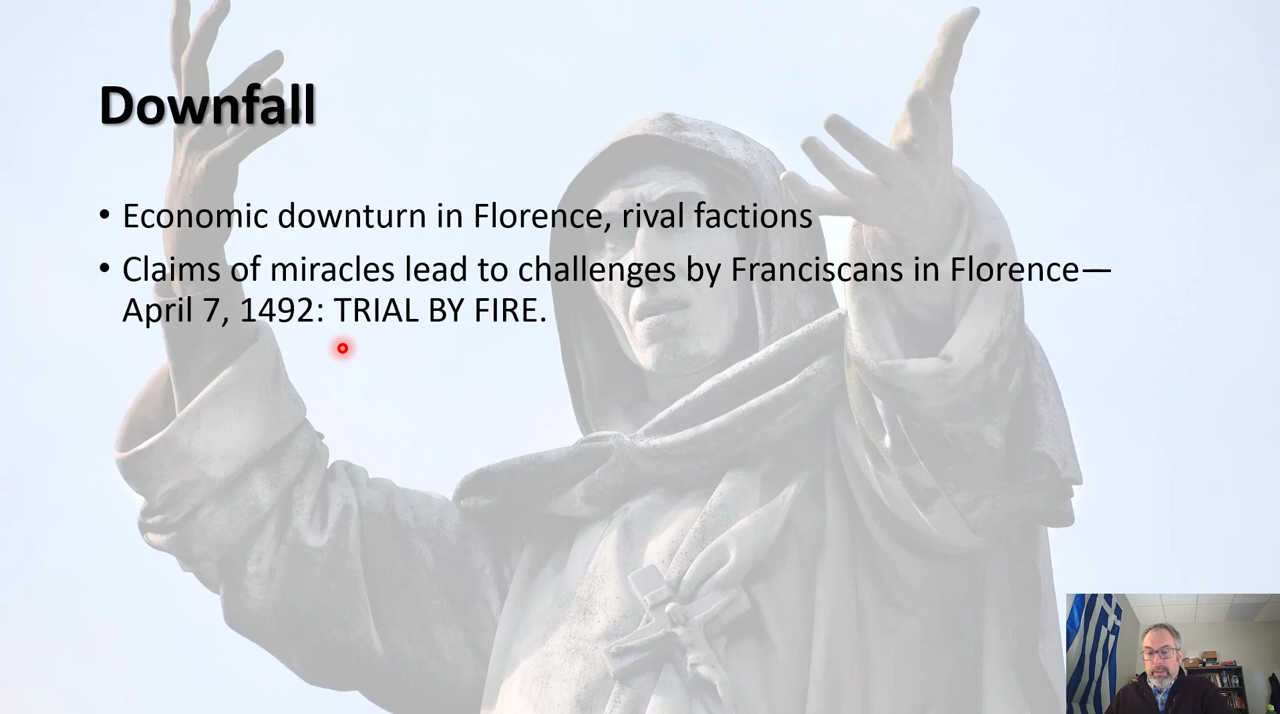 Downfall
• Economic downturn in Florence, rival factions
• Claims of miracles lead to challenges by Franciscans in Florence—
April 7, 1492: TRIAL BY FIRE.